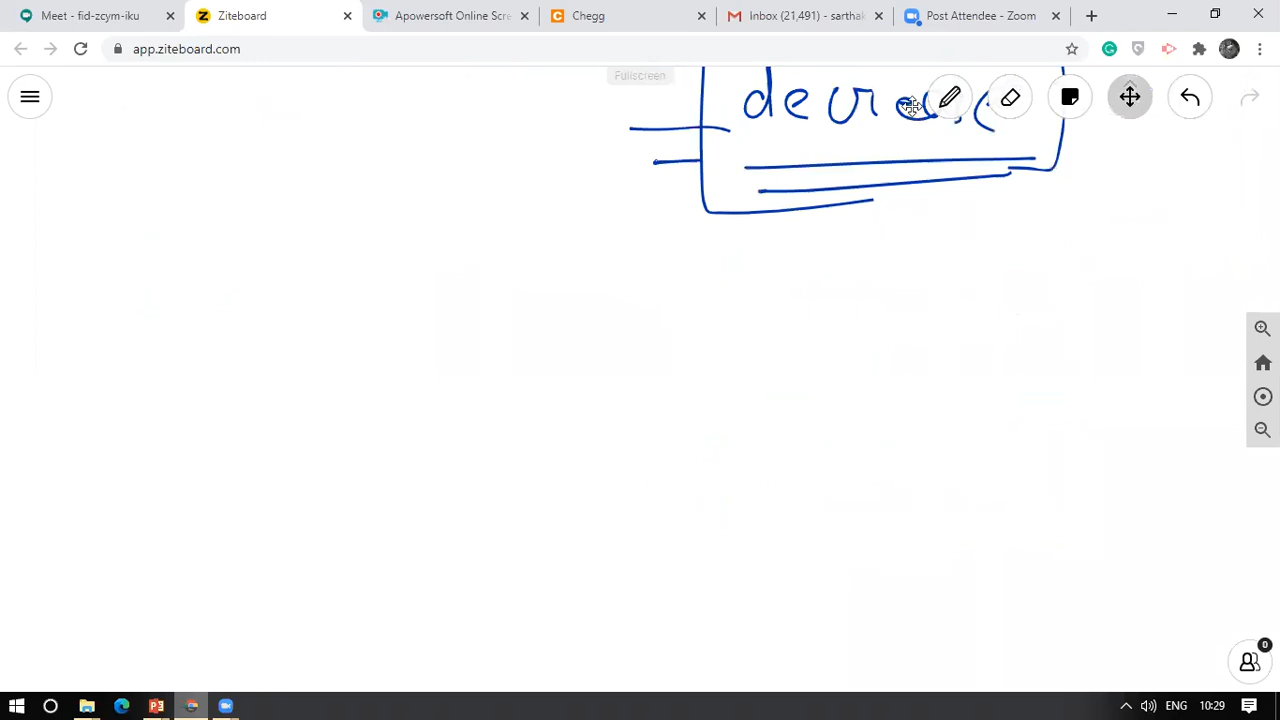 Meet - fid-zcym-iku
Ziteboard
Apowersoft Online Scre
Chegg
Inbox (21,491) - sarthak
Post Attendee - Zoom
app.ziteboard.com
Fullscreen
0
ENG
10:29